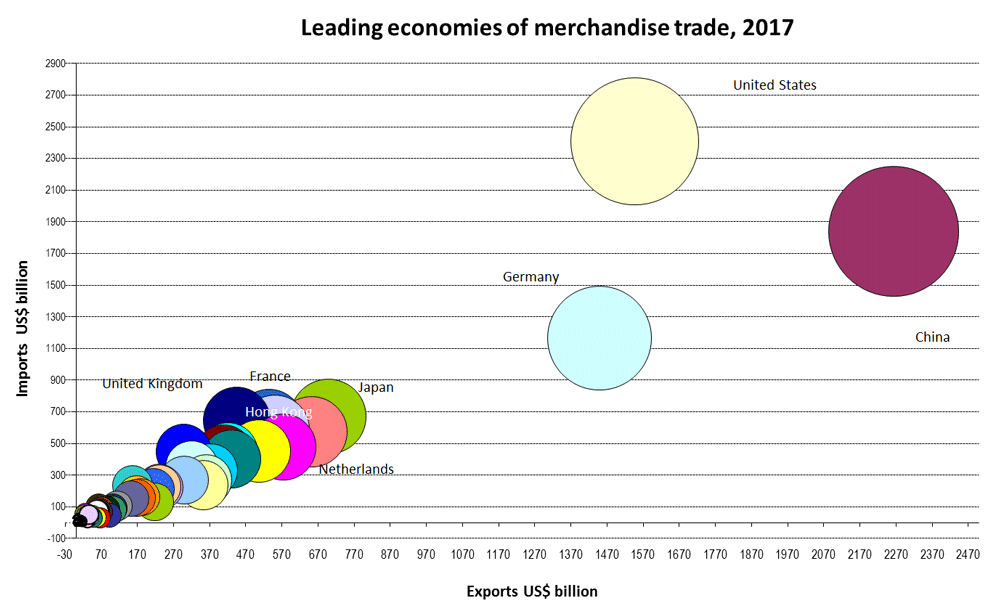 Leading economies of merchandise trade, 2017
2900
2700
2500
2300
2100
1900
1700
1500
1300
1100
900
700
500
300
100
-100
Imports US$ billion
United States
Germany
China
United Kingdom
France
Japan
Hong Kong
Netherlands
-30 70 170 270 370 470 570 670 770 870 970 1070 1170 1270 1370 1470 1570 1670 1770 1870 1970 2070 2170 2270 2370 2470
Exports US$ billion